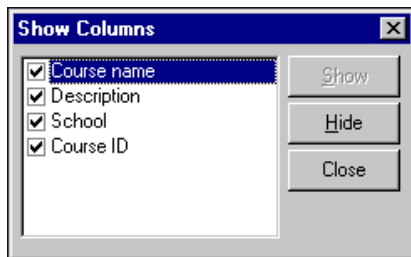 Show Columns
Course name
Description
School
Course ID
Show
Hide
Close